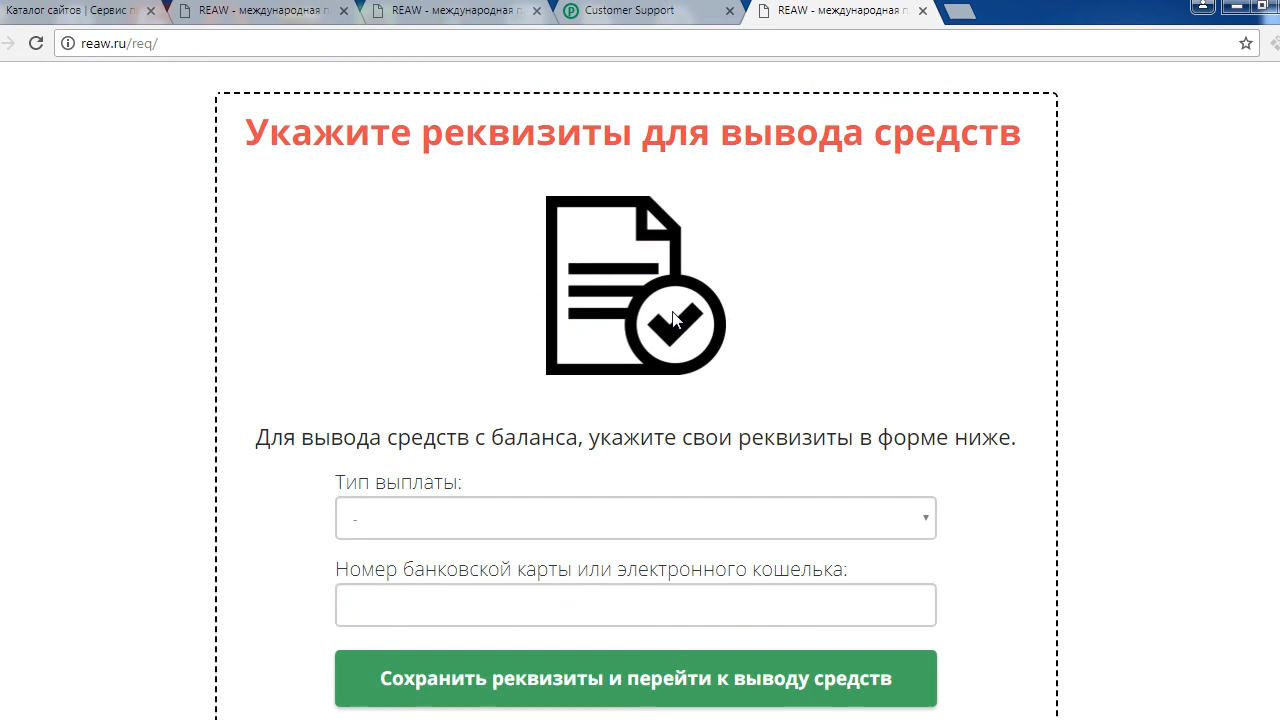 Каталог сайтов | Сервис п
REAW - международная п
REAW - международная п
Customer Support
REAW - международная п
reaw.ru/req/
Укажите реквизиты для вывода средств
Для вывода средств с баланса, укажите свои реквизиты в форме ниже.
Тип выплаты:
-
Номер банковской карты или электронного кошелька:
Сохранить реквизиты и перейти к выводу средств